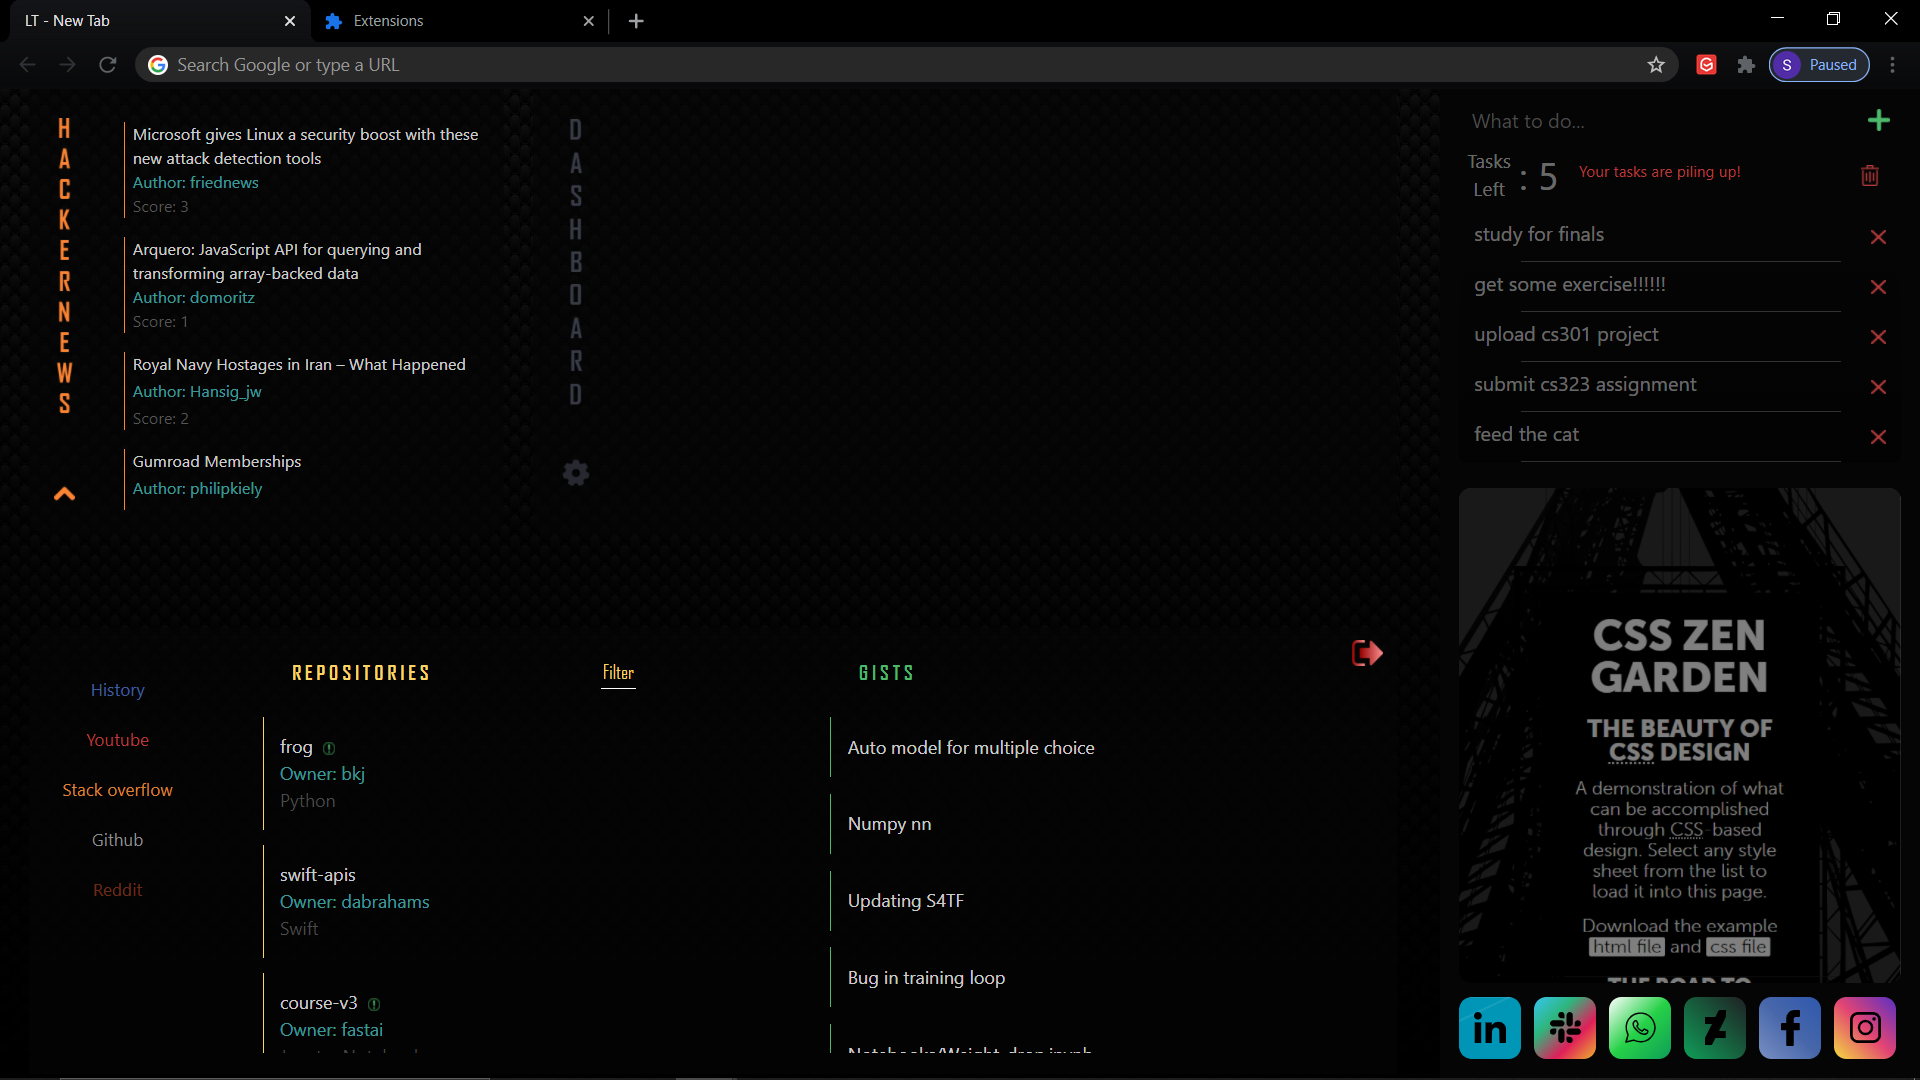 LT - New Tab
Extensions
Search Google or type a URL
S
Paused
HACKERNEWS
Microsoft gives Linux a security boost with these
new attack detection tools
Author: friednews
Score: 3
Arquero: JavaScript API for querying and
transforming array-backed data
Author: domoritz
Score: 1
Royal Navy Hostages in Iran – What Happened
Author: Hansig_jw
Score: 2
Gumroad Memberships
Author: philipkiely
DASHBOARD
What to do...
Tasks
Left : 5
Your tasks are piling up!
study for finals
get some exercise!!!!!!
upload cs301 project
submit cs323 assignment
feed the cat
CSS ZEN
GARDEN
THE BEAUTY OF
CSS DESIGN
A demonstration of what
can be accomplished
through CSS-based
design. Select any style
sheet from the list to
load it into this page.
Download the example
html file and css file
THE ROAD TO
History
Youtube
Stack overflow
Github
Reddit
REPOSITORIES
Filter
frog
Owner: bkj
Python
swift-apis
Owner: dabrahams
Swift
course-v3
Owner: fastai
GISTS
Auto model for multiple choice
Numpy nn
Updating S4TF
Bug in training loop
in
f